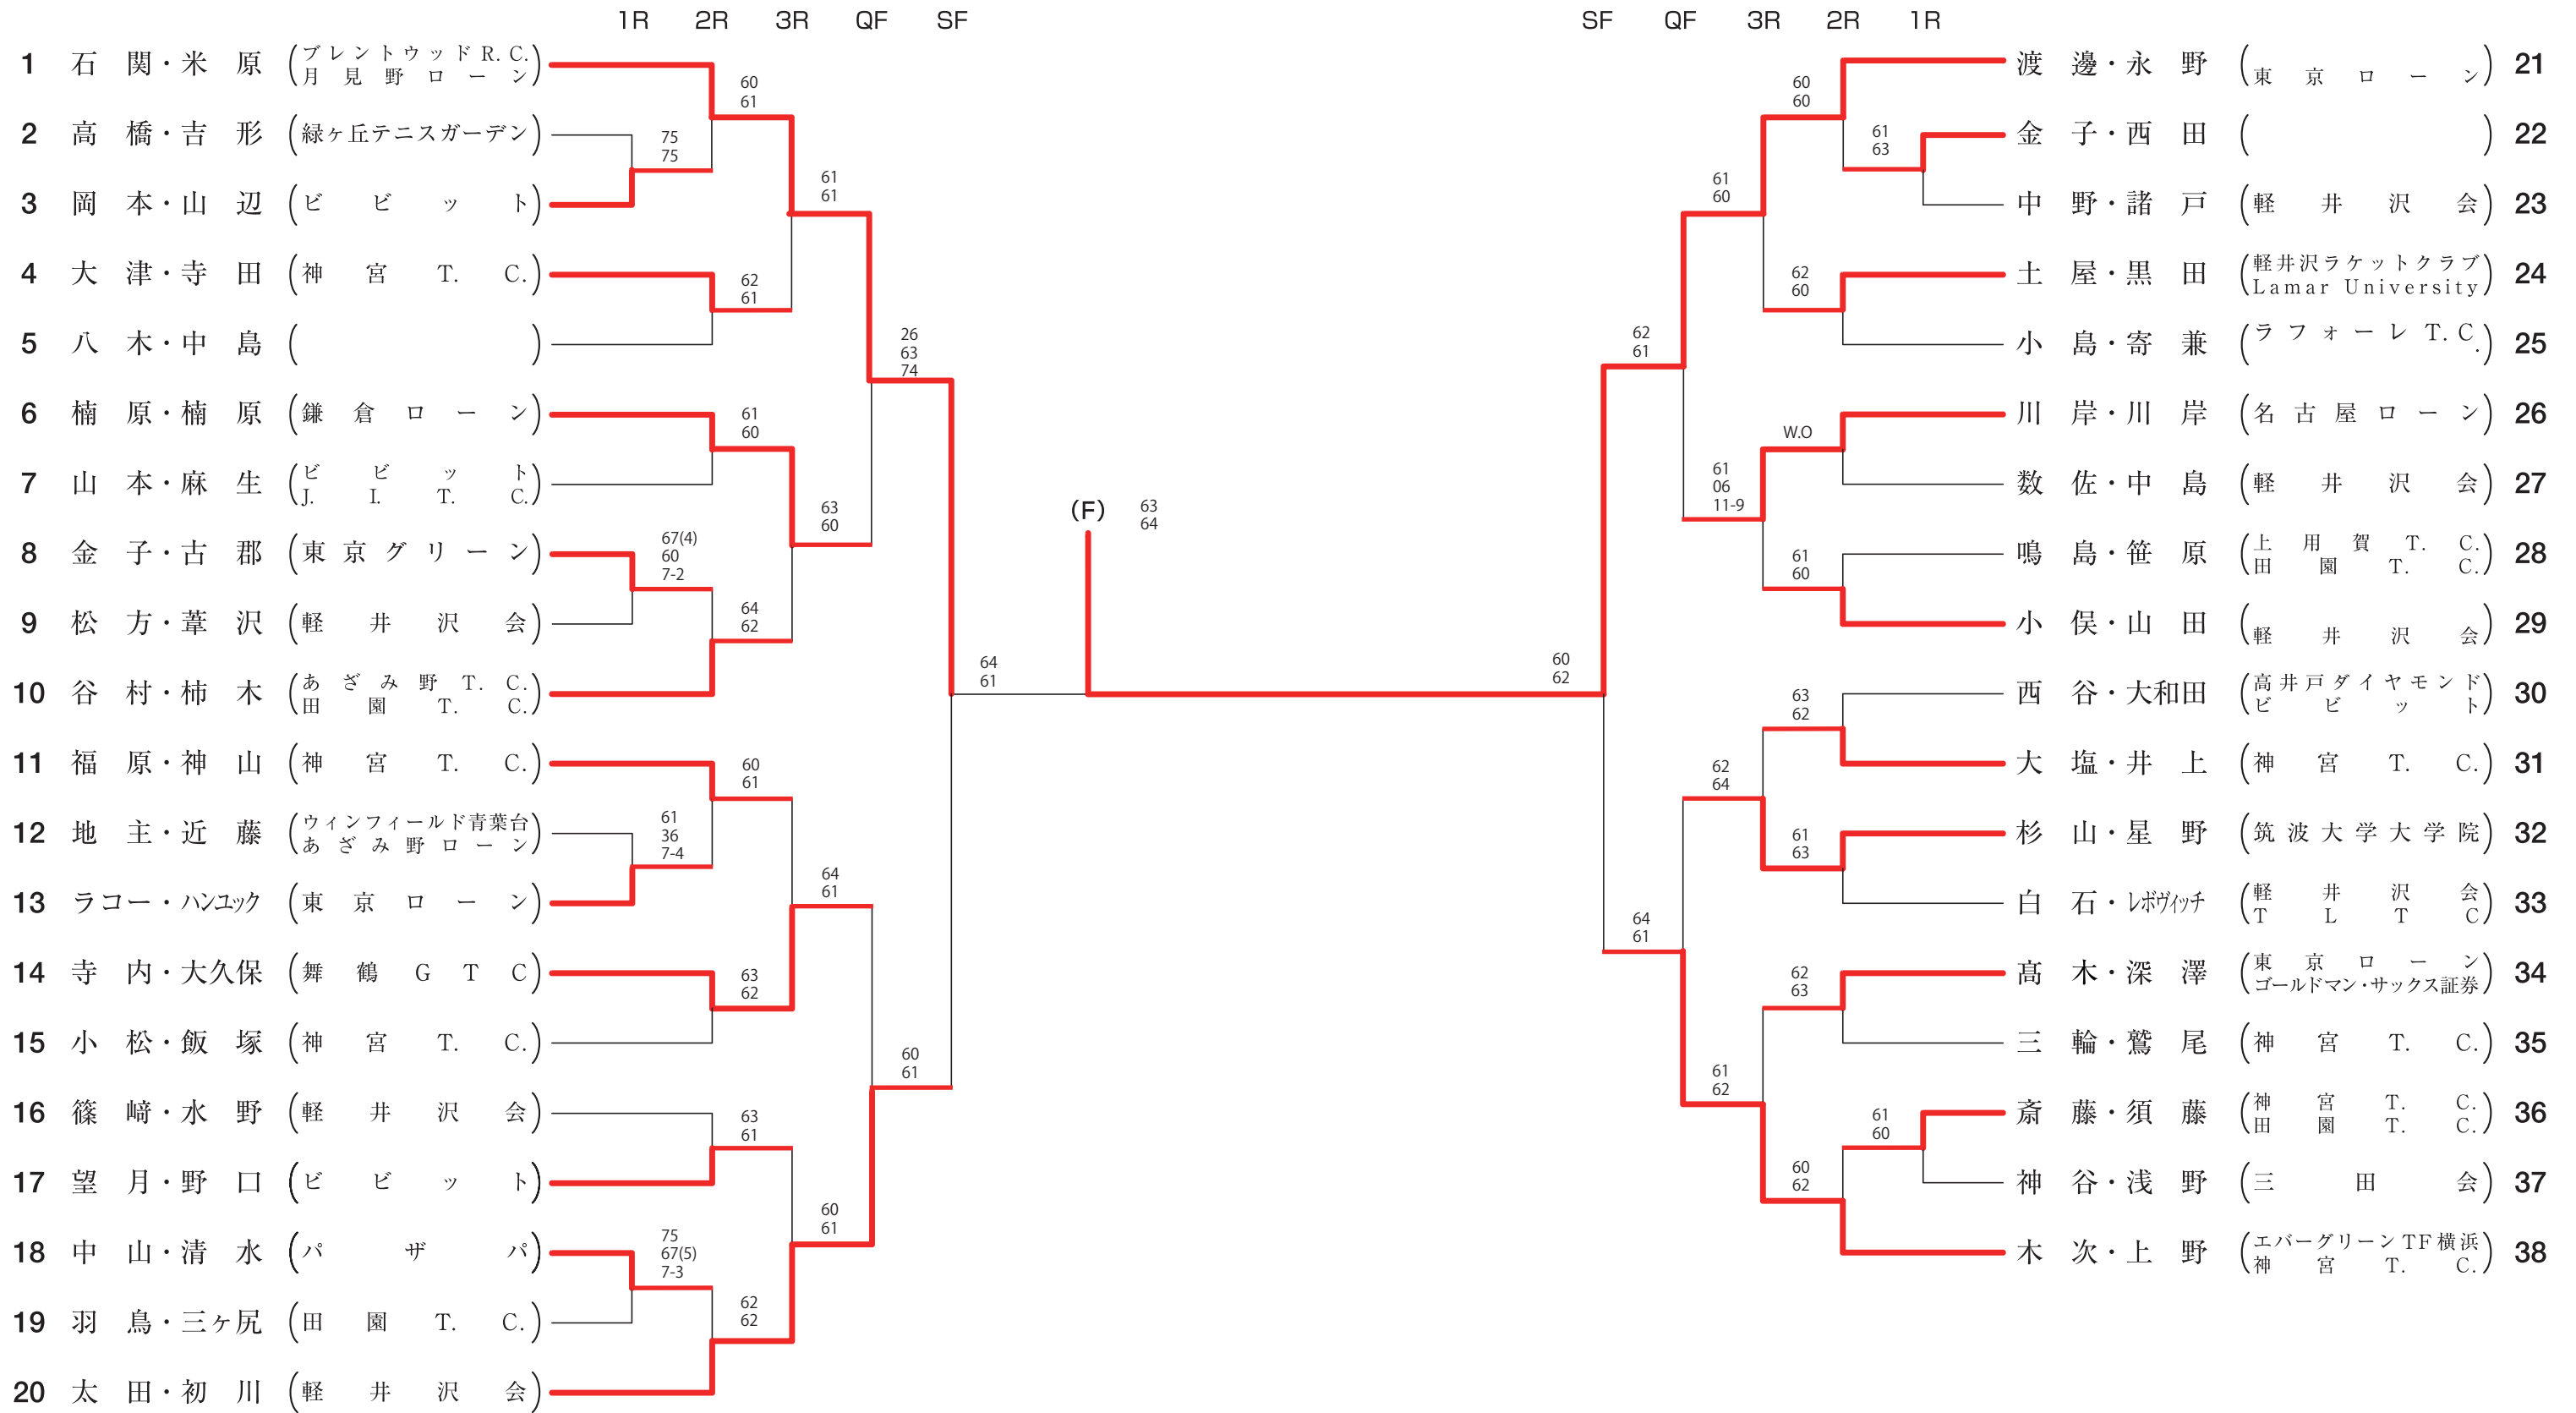 1R 2R 3R QF SF
SF QF 3R 2R 1R
1 石関・米原 (ブレントウッドR.C.
月見野ローン)
2 高橋・吉形 (緑ヶ丘テニスガーデン)
3 岡本・山辺 (ビビット)
4 大津・寺田 (神宮T.C.)
5 八木・中島 ( )
6 楠原・楠原 (鎌倉ローン)
7 山本・麻生 (ビビット
J.I.T.C.)
8 金子・古郡 (東京グリーン)
9 松方・葦沢 (軽井沢会)
10 谷村・柿木 (あざみ野T.C.
田園T.C.)
11 福原・神山 (神宮T.C.)
12 地主・近藤 (ウィンフィールド青葉台
あざみ野ローン)
13 ラコー・ハンユック (東京ローン)
14 寺内・大久保 (舞鶴GTC)
15 小松・飯塚 (神宮T.C.)
16 篠﨑・水野 (軽井沢会)
17 望月・野口 (ビビット)
18 中山・清水 (パザパ)
19 羽鳥・三ヶ尻 (田園T.C.)
20 太田・初川 (軽井沢会)
75
75
67(4)
60
7-2
61
36
7-4
75
67(5)
7-3
60
61
62
61
61
60
64
62
60
61
63
62
63
61
62
62
61
61
63
60
64
61
60
61
26
63
74
60
61
64
61
(F) 63
64
60
62
62
61
64
61
61
60
61
06
11-9
62
64
61
62
60
60
62
60
W.O
61
60
63
62
61
63
62
63
60
62
61
63
61
60
渡邊・永野 (東京ローン) 21
金子・西田 ( ) 22
中野・諸戸 (軽井沢会) 23
土屋・黒田 (軽井沢ラケットクラブ
Lamar University) 24
小島・寄兼 (ラフォーレT.C
.) 25
川岸・川岸 (名古屋ローン) 26
数佐・中島 (軽井沢会) 27
鳴島・笹原 (上用賀T.C.
田園T.C.) 28
小俣・山田 (軽井沢会) 29
西谷・大和田 (高井戸ダイヤモンド
ビビット) 30
大塩・井上 (神宮T.C.) 31
杉山・星野 (筑波大学大学院) 32
白石・レボヴィッチ (軽井沢会
TLTC) 33
髙木・深澤 (東京ローン
ゴールドマン・サックス証券) 34
三輪・鷲尾 (神宮T.C.) 35
斎藤・須藤 (神宮T.C.
田園T.C.) 36
神谷・浅野 (三田会) 37
木次・上野 (エバーグリーンTF横浜
神宮T.C.) 38